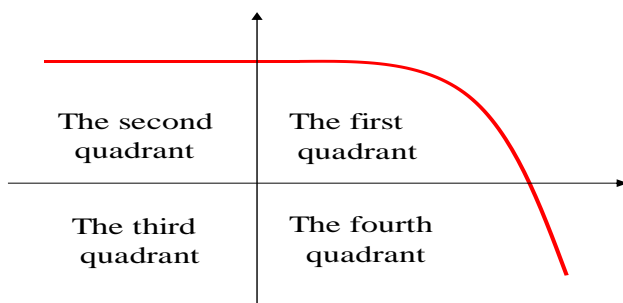 The second
quadrant
The first
quadrant
The third
quadrant
The fourth
quadrant